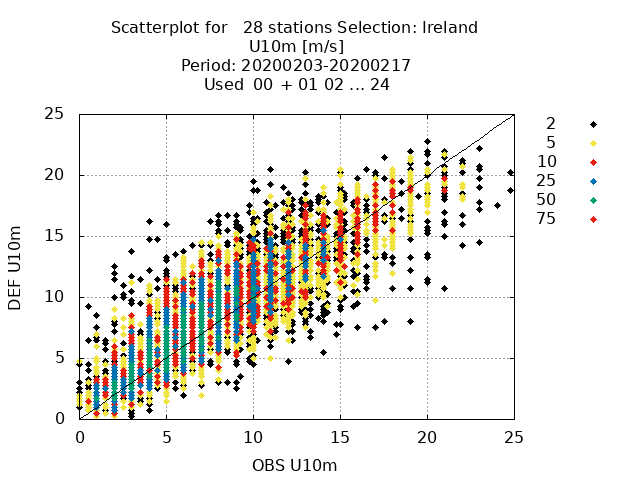 Scatterplot for 28 stations Selection: Ireland
U10m [m/s]
Period: 20200203-20200217
Used 00 + 01 02 ... 24
25
20
15
10
5
0
DEF U10m
0 5 10 15 20 25
OBS U10m
2
5
10
25
50
75